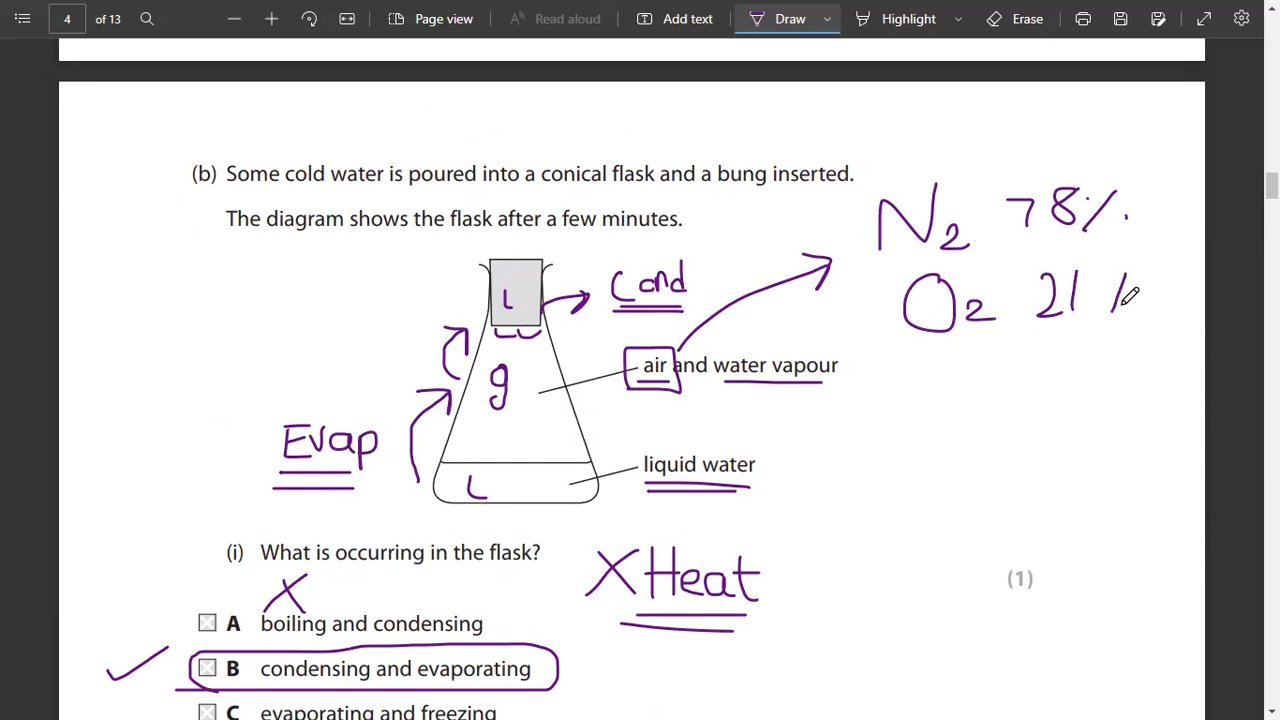 4 of 13 Page view Read aloud Add text Draw Highlight Erase
(b) Some cold water is poured into a conical flask and a bung inserted.
The diagram shows the flask after a few minutes.
N2 78%.
O2 21 %
L
Cond
g
air and water vapour
Evap
liquid water
L
(i) What is occurring in the flask?
X Heat
(1)
X
A boiling and condensing
B condensing and evaporating
C evaporating and freezing